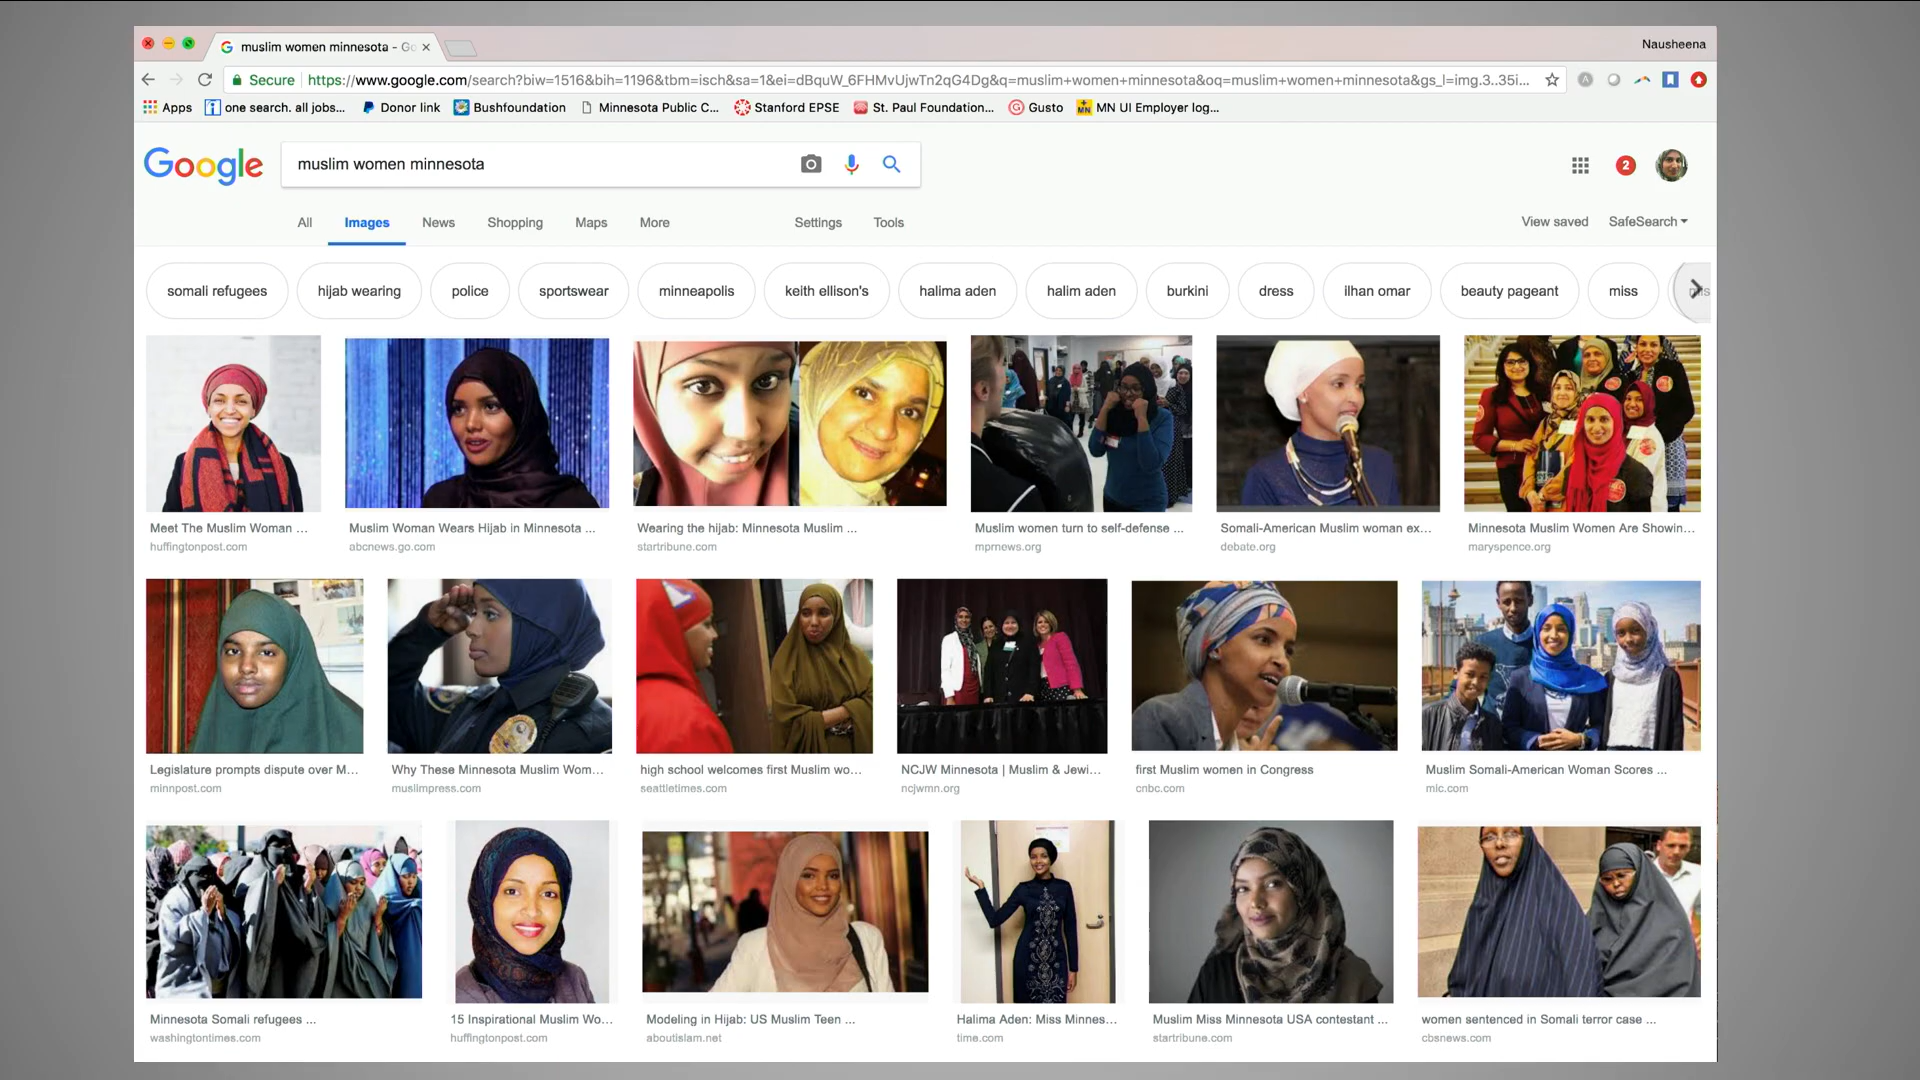 muslim women minnesota - Go
Nausheena
Secure https://www.google.com/search?biw=1516&bih=1196&tbm=isch&sa=1&ei=dBquW_6FHMvUjwTn2qG4Dg&q=muslim+women+minnesota&oq=muslim+women+minnesota&gs_l=img.3..35i...
Apps one search. all jobs... Donor link Bushfoundation Minnesota Public C... Stanford EPSE St. Paul Foundation... Gusto MN UI Employer log...
Google muslim women minnesota 2
All Images News Shopping Maps More Settings Tools View saved SafeSearch
somali refugees hijab wearing police sportswear minneapolis keith ellison's halima aden halim aden burkini dress ilhan omar beauty pageant miss
Meet The Muslim Woman ... Muslim Woman Wears Hijab in Minnesota ... Wearing the hijab: Minnesota Muslim ... Muslim women turn to self-defense ... Somali-American Muslim woman ex... Minnesota Muslim Women Are Showin...
huffingtonpost.com abcnews.go.com startribune.com mprnews.org debate.org maryspence.org
Legislature prompts dispute over M... Why These Minnesota Muslim Wom... high school welcomes first Muslim wo... NCJW Minnesota | Muslim & Jewi... first Muslim women in Congress Muslim Somali-American Woman Scores ...
minnpost.com muslimpress.com seattletimes.com ncjwmn.org cnbc.com mic.com
Minnesota Somali refugees ... 15 Inspirational Muslim Wo... Modeling in Hijab: US Muslim Teen ... Halima Aden: Miss Minnes... Muslim Miss Minnesota USA contestant ... women sentenced in Somali terror case ...
washingtontimes.com huffingtonpost.com aboutislam.net time.com startribune.com cbsnews.com